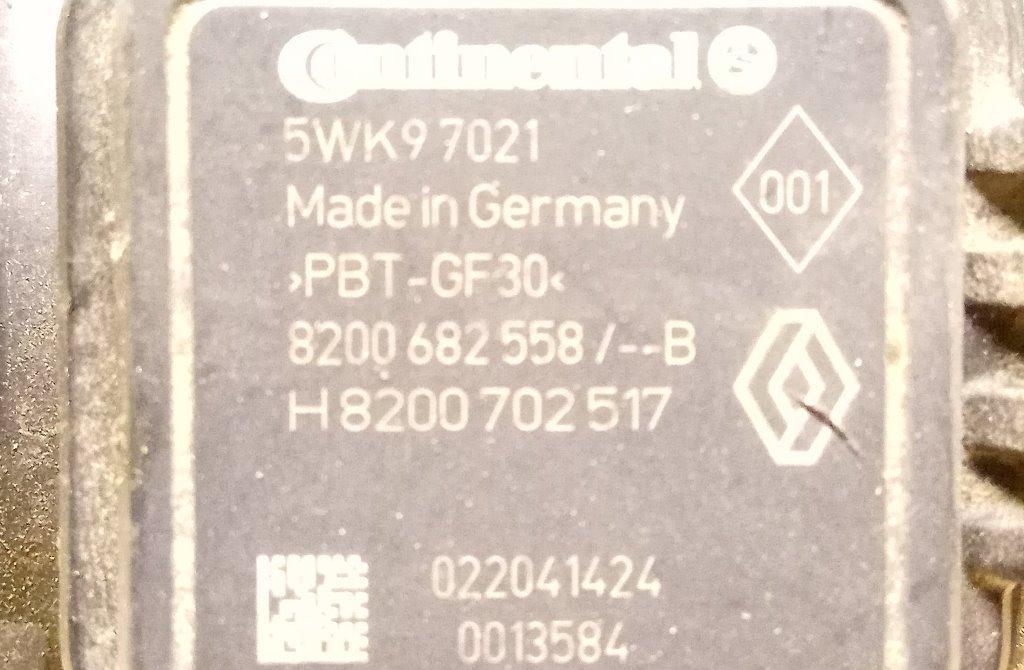 Continental
5WK9 7021
001
Made in Germany
>PBT-GF30<
8200 682 558 /--B
H 8200 702 517
022041424
0013584